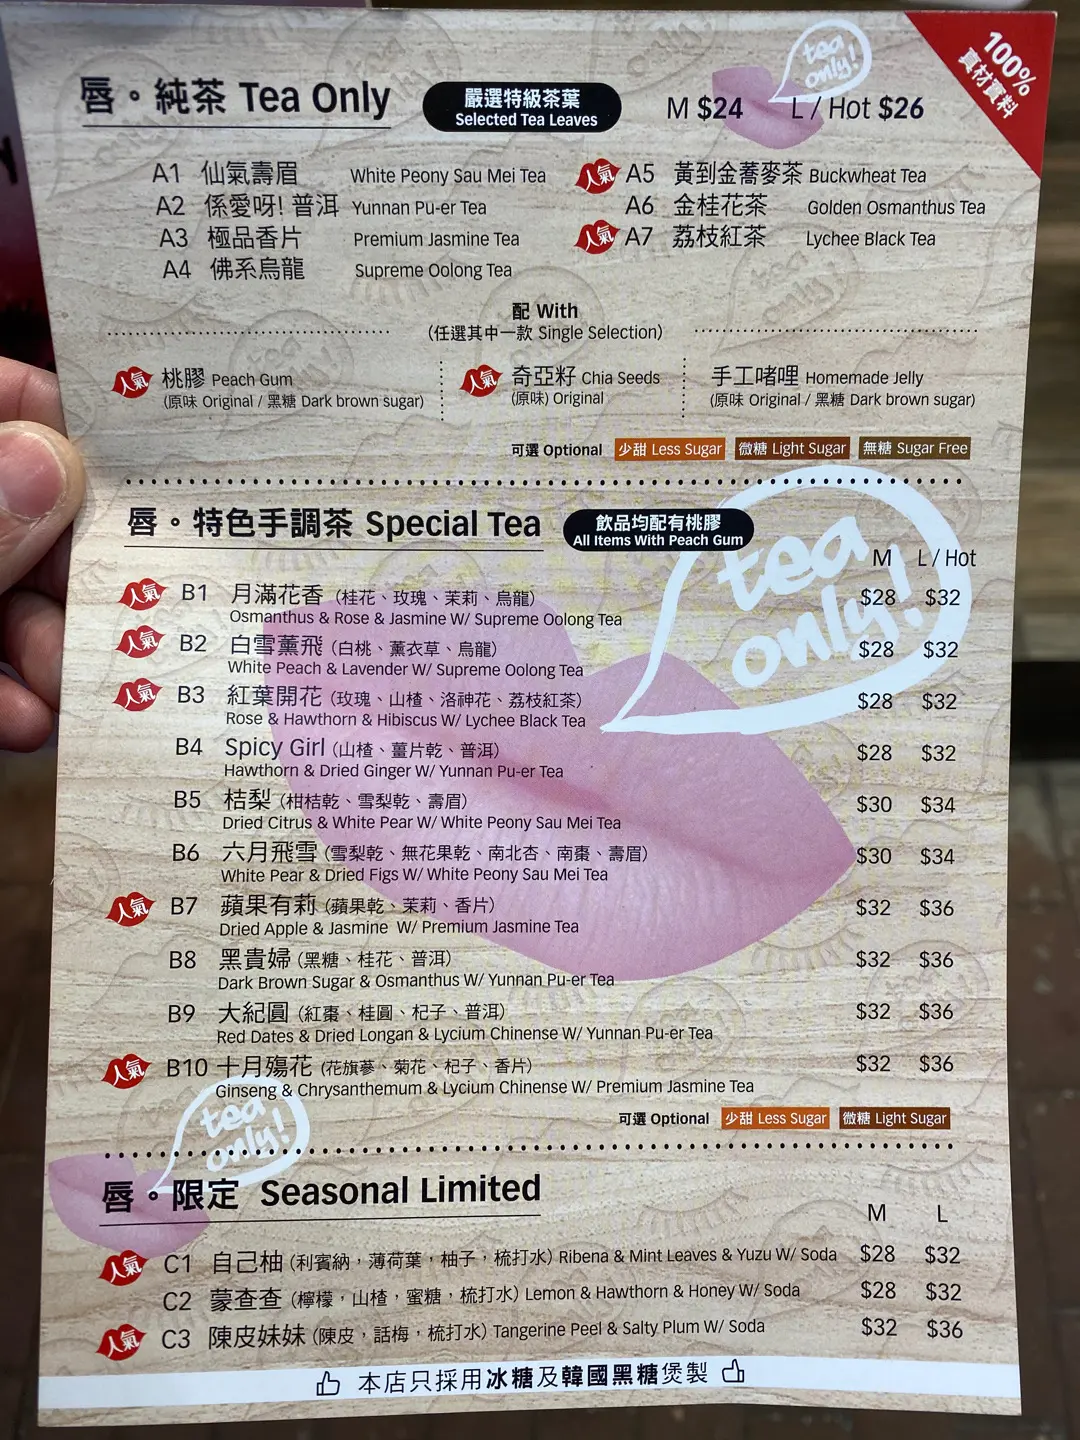 tea only!
100% 真材實料
唇。純茶 Tea Only
嚴選特級茶葉
Selected Tea Leaves
M $24 L / Hot $26
A1 仙氣壽眉 White Peony Sau Mei Tea
A2 係愛呀! 普洱 Yunnan Pu-er Tea
A3 極品香片 Premium Jasmine Tea
A4 佛系烏龍 Supreme Oolong Tea
人氣 A5 黃到金蕎麥茶 Buckwheat Tea
A6 金桂花茶 Golden Osmanthus Tea
人氣 A7 荔枝紅茶 Lychee Black Tea
配 With
(任選其中一款 Single Selection)
人氣 桃膠 Peach Gum
(原味 Original / 黑糖 Dark brown sugar)
人氣 奇亞籽 Chia Seeds
(原味) Original
手工啫哩 Homemade Jelly
(原味 Original / 黑糖 Dark brown sugar)
可選 Optional 少甜 Less Sugar 微糖 Light Sugar 無糖 Sugar Free
唇。特色手調茶 Special Tea
飲品均配有桃膠
All Items With Peach Gum
tea only!
M L / Hot
人氣 B1 月滿花香 (桂花、玫瑰、茉莉、烏龍) $28 $32
Osmanthus & Rose & Jasmine W/ Supreme Oolong Tea
人氣 B2 白雪薰飛 (白桃、薰衣草、烏龍) $28 $32
White Peach & Lavender W/ Supreme Oolong Tea
人氣 B3 紅葉開花 (玫瑰、山楂、洛神花、荔枝紅茶) $28 $32
Rose & Hawthorn & Hibiscus W/ Lychee Black Tea
B4 Spicy Girl (山楂、薑片乾、普洱) $28 $32
Hawthorn & Dried Ginger W/ Yunnan Pu-er Tea
B5 桔梨 (柑桔乾、雪梨乾、壽眉) $30 $34
Dried Citrus & White Pear W/ White Peony Sau Mei Tea
B6 六月飛雪 (雪梨乾、無花果乾、南北杏、南棗、壽眉) $30 $34
White Pear & Dried Figs W/ White Peony Sau Mei Tea
人氣 B7 蘋果有莉 (蘋果乾、茉莉、香片) $32 $36
Dried Apple & Jasmine W/ Premium Jasmine Tea
B8 黑貴婦 (黑糖、桂花、普洱) $32 $36
Dark Brown Sugar & Osmanthus W/ Yunnan Pu-er Tea
B9 大紀圓 (紅棗、桂圓、杞子、普洱) $32 $36
Red Dates & Dried Longan & Lycium Chinense W/ Yunnan Pu-er Tea
人氣 B10 十月殤花 (花旗蔘、菊花、杞子、香片) $32 $36
Ginseng & Chrysanthemum & Lycium Chinense W/ Premium Jasmine Tea
tea only!
可選 Optional 少甜 Less Sugar 微糖 Light Sugar
唇。限定 Seasonal Limited
M L
人氣 C1 自己柚 (利賓納，薄荷葉，柚子，梳打水) Ribena & Mint Leaves & Yuzu W/ Soda $28 $32
C2 蒙查查 (檸檬，山楂，蜜糖，梳打水) Lemon & Hawthorn & Honey W/ Soda $28 $32
人氣 C3 陳皮妹妹 (陳皮，話梅，梳打水) Tangerine Peel & Salty Plum W/ Soda $32 $36
本店只採用冰糖及韓國黑糖煲製